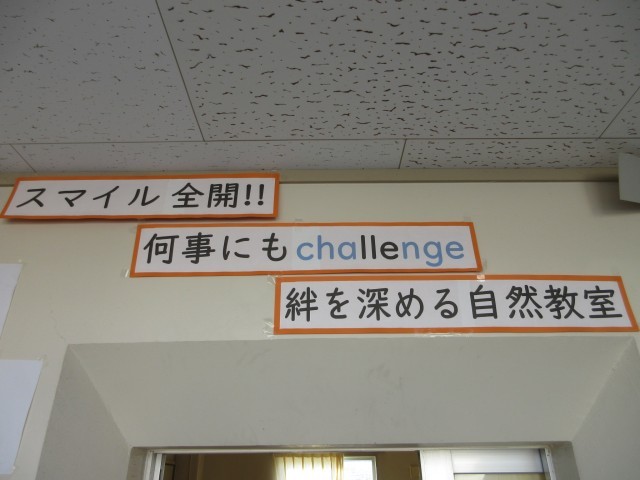 スマイル 全開!!
何事にもchallenge
絆を深める自然教室